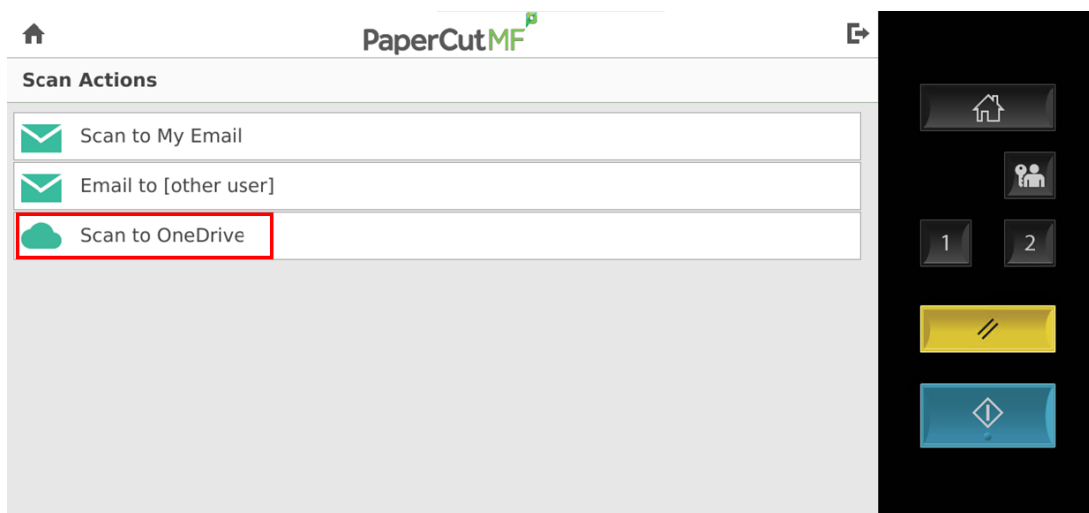 PaperCutMF
Scan Actions
Scan to My Email
Email to [other user]
Scan to OneDrive
1 2